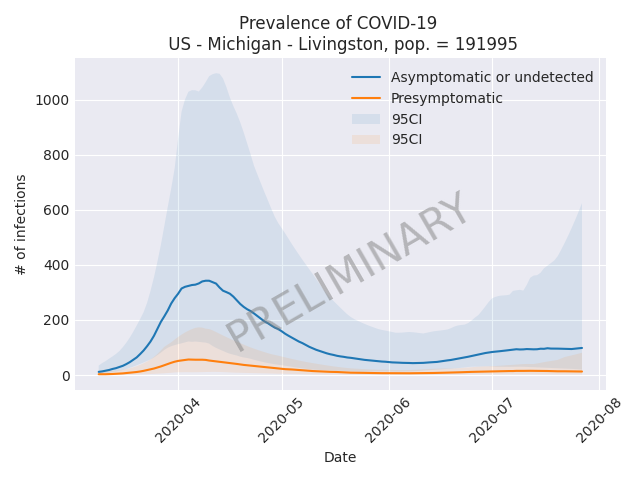 Prevalence of COVID-19
US - Michigan - Livingston, pop. = 191995
Asymptomatic or undetected
Presymptomatic
95CI
95CI
1000
800
600
400
200
0
# of infections
PRELIMINARY
2020-04
2020-05
2020-06
2020-07
2020-08
Date